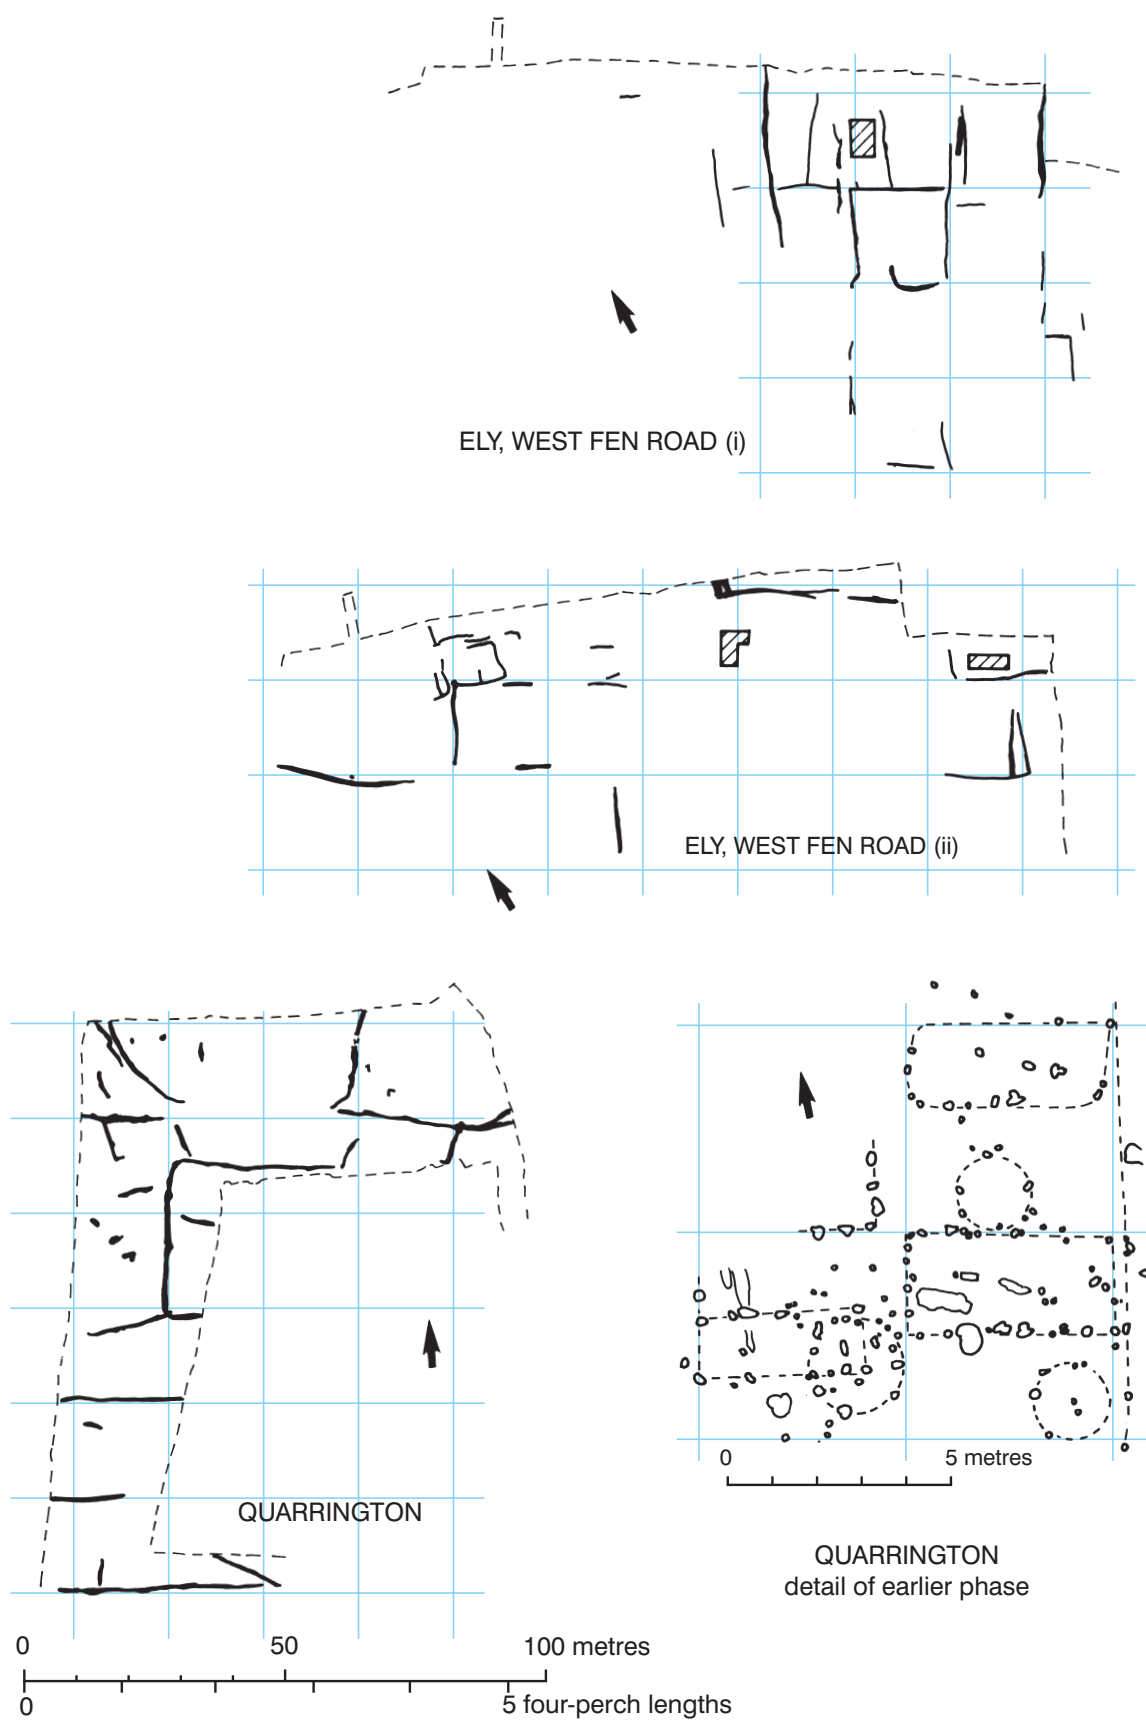 ELY, WEST FEN ROAD (i)
ELY, WEST FEN ROAD (ii)
QUARRINGTON
0 5 metres
QUARRINGTON
detail of earlier phase
0 50 100 metres
0 5 four-perch lengths